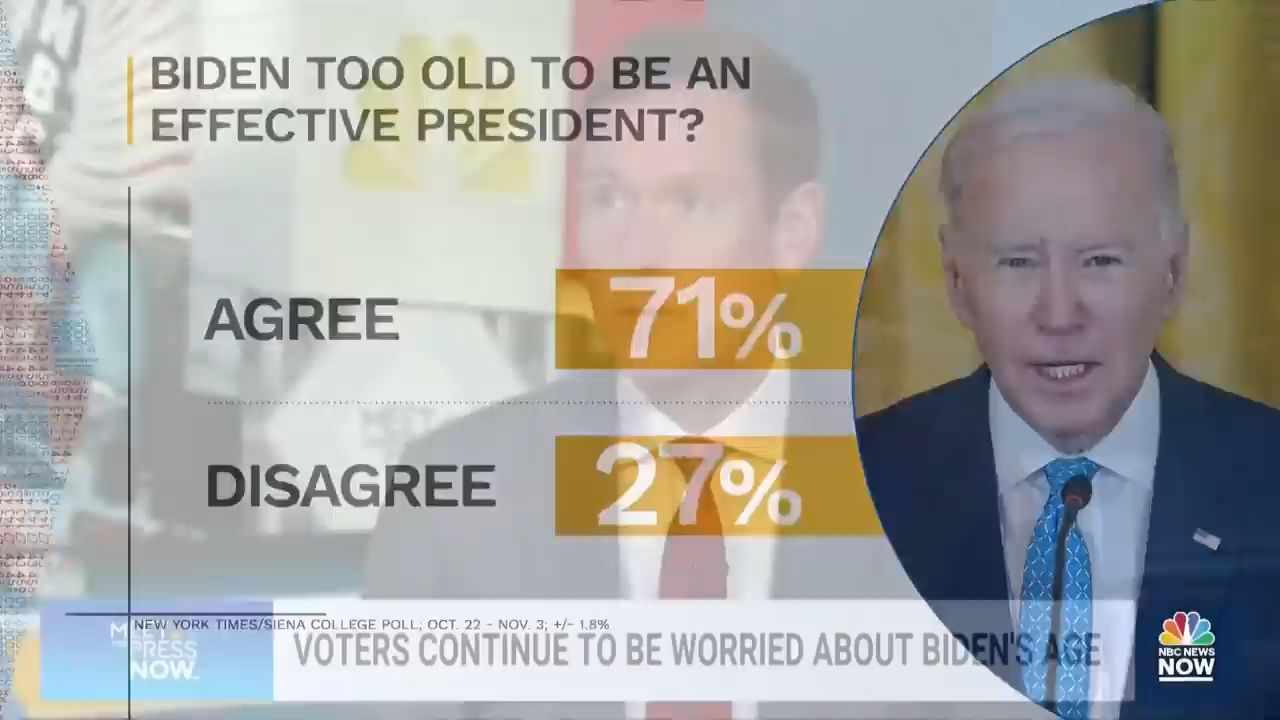 BIDEN TOO OLD TO BE AN
EFFECTIVE PRESIDENT?
AGREE 71%
DISAGREE 27%
NEW YORK TIMES/SIENA COLLEGE POLL; OCT. 22 - NOV. 3; +/- 1.8%
MEET
PRESS
NOW
VOTERS CONTINUE TO BE WORRIED ABOUT BIDEN'S AGE
NBC NEWS
NOW